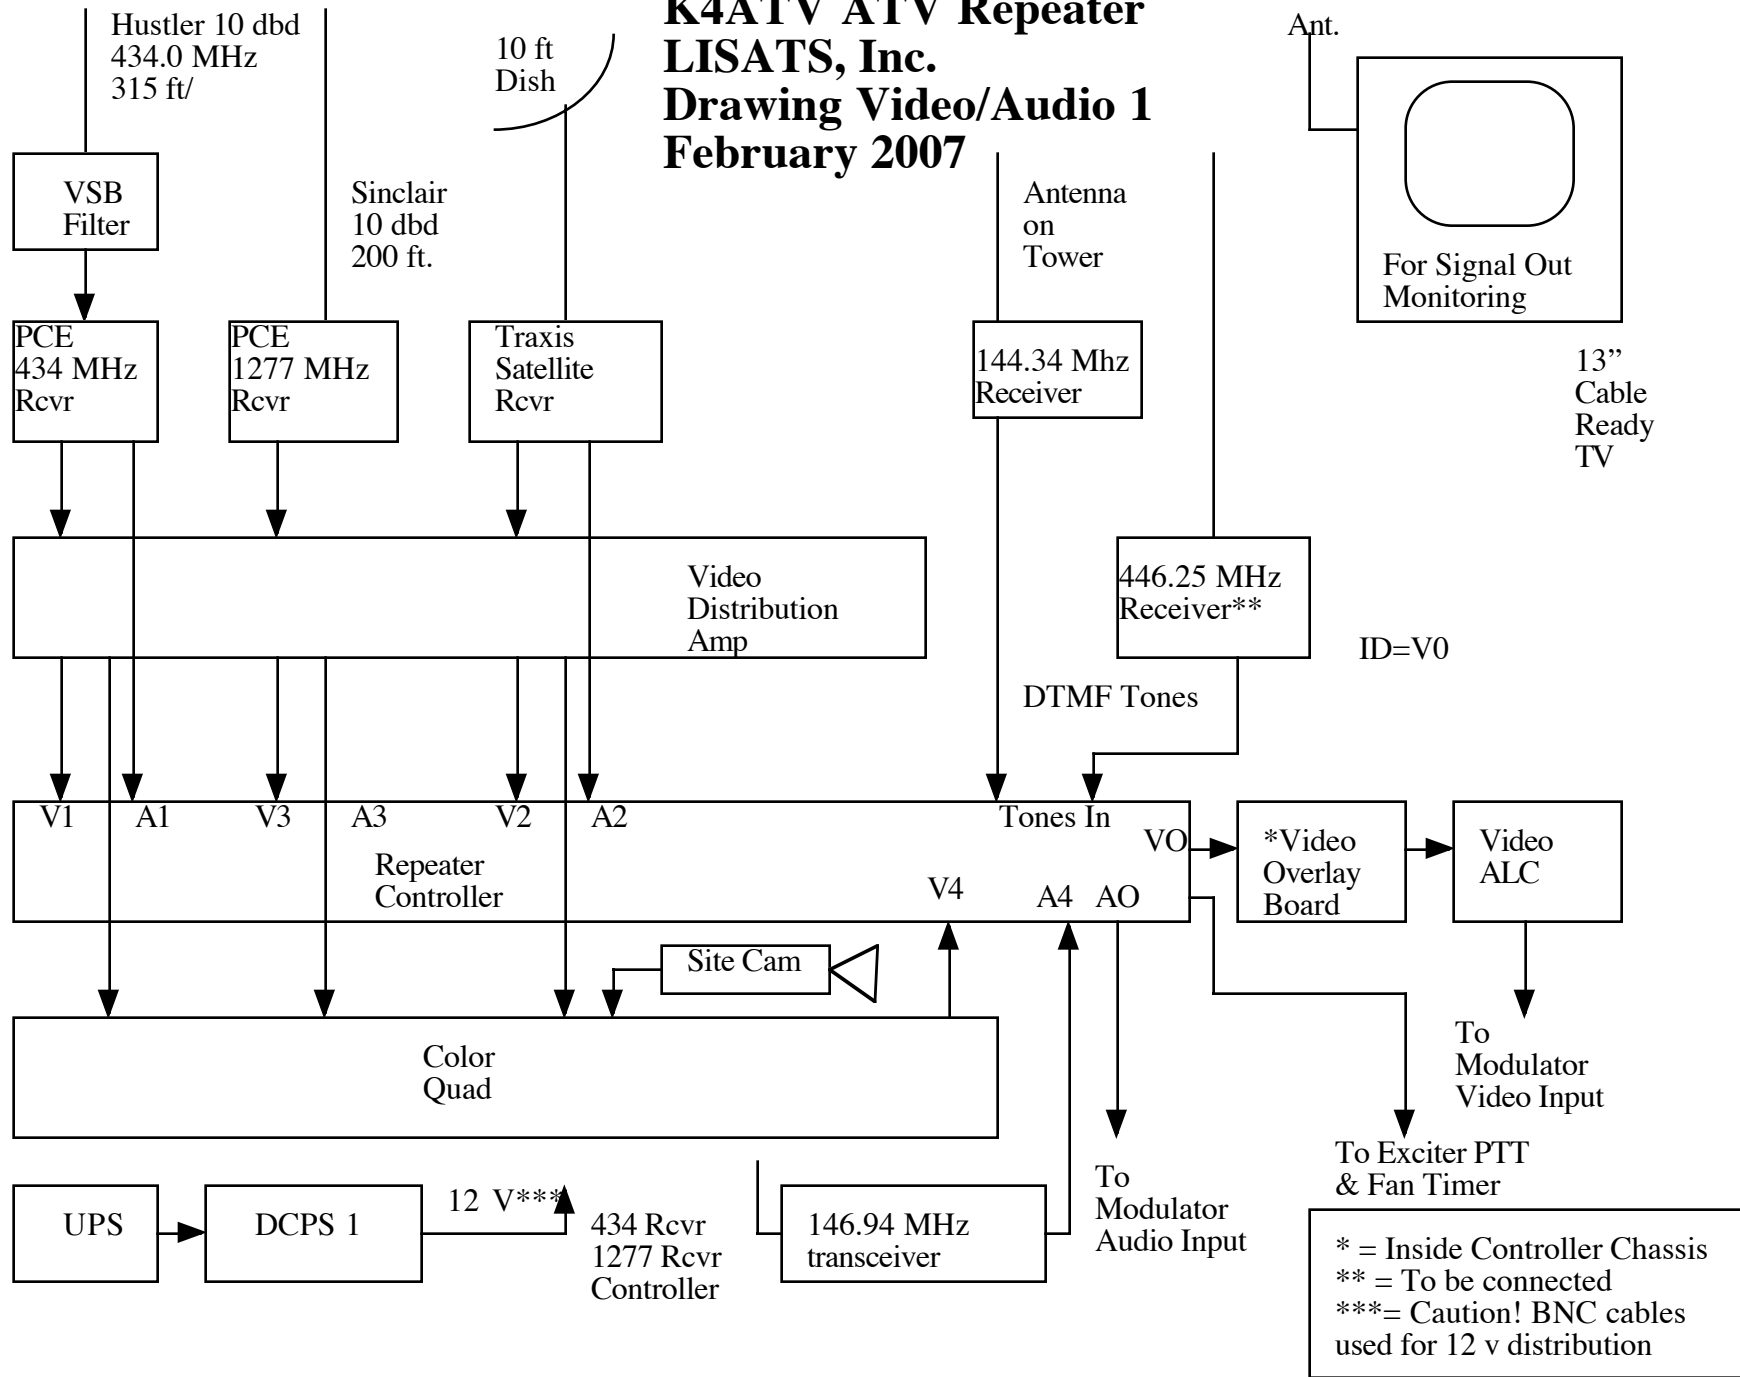 K4ATV ATV Repeater
LISATS, Inc.
Drawing Video/Audio 1
February 2007
Hustler 10 dbd
434.0 MHz
315 ft/
10 ft
Dish
Ant.
VSB
Filter
Sinclair
10 dbd
200 ft.
Antenna
on
Tower
For Signal Out
Monitoring
PCE
434 MHz
Rcvr
PCE
1277 MHz
Rcvr
Traxis
Satellite
Rcvr
144.34 Mhz
Receiver
13”
Cable
Ready
TV
Video
Distribution
Amp
446.25 MHz
Receiver**
ID=V0
DTMF Tones
V1
A1
V3
A3
V2
A2
Tones In
VO
Repeater
Controller
V4
A4
AO
*Video
Overlay
Board
Video
ALC
Site Cam
Color
Quad
To
Modulator
Video Input
To Exciter PTT
& Fan Timer
UPS
DCPS 1
12 V***
434 Rcvr
1277 Rcvr
Controller
146.94 MHz
transceiver
To
Modulator
Audio Input
* = Inside Controller Chassis
** = To be connected
***= Caution! BNC cables
used for 12 v distribution